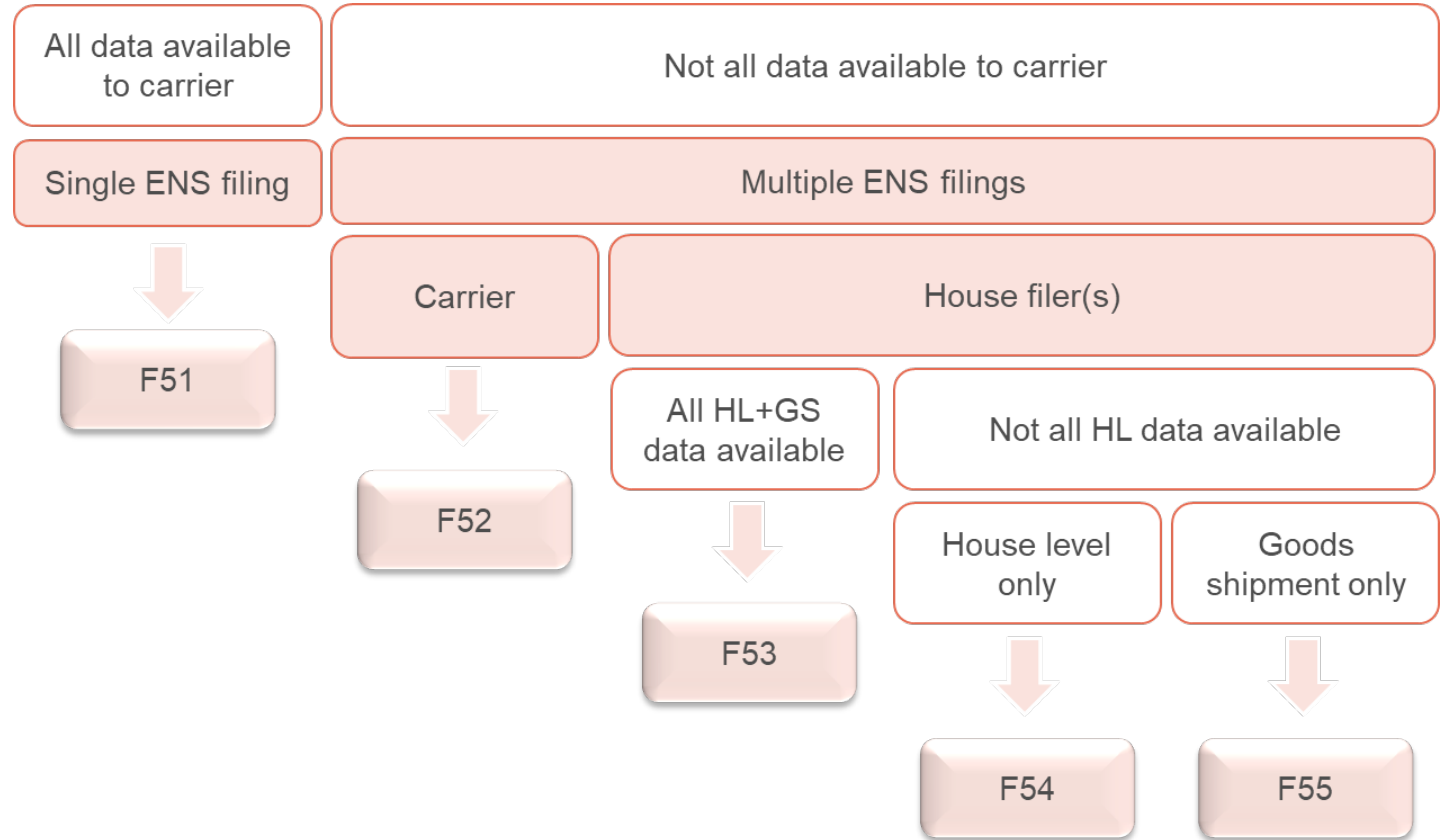 All data available
to carrier
Not all data available to carrier
Single ENS filing
Multiple ENS filings
Carrier
House filer(s)
F51
All HL+GS
data available
Not all HL data available
F52
House level
only
Goods
shipment only
F53
F54
F55